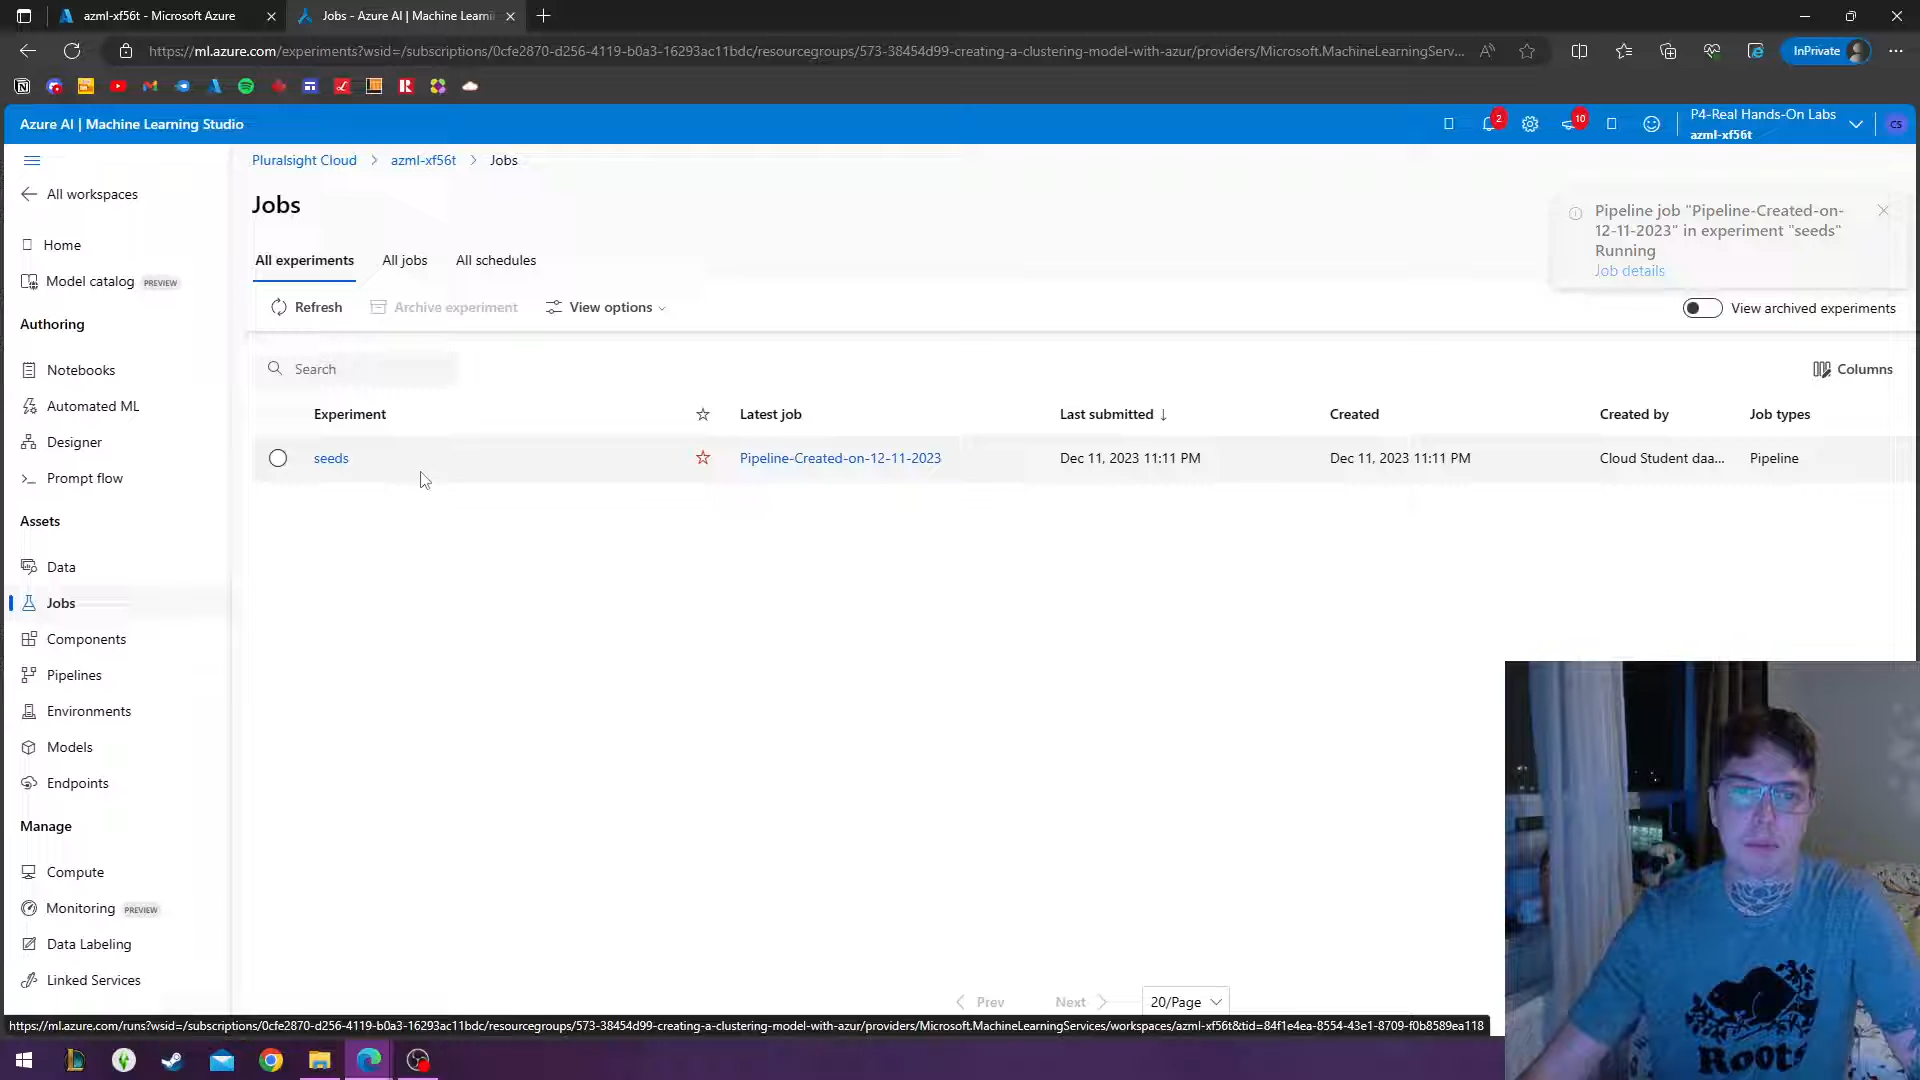 azml-xf56t - Microsoft Azure
Jobs - Azure AI | Machine Learni
https://ml.azure.com/experiments?wsid=/subscriptions/0cfe2870-d256-4119-b0a3-16293ac11bdc/resourcegroups/573-38454d99-creating-a-clustering-model-with-azur/providers/Microsoft.MachineLearningServ...
InPrivate
Azure AI | Machine Learning Studio
2
10
P4-Real Hands-On Labs
azml-xf56t
CS
Pluralsight Cloud > azml-xf56t > Jobs
All workspaces
Home
Model catalog PREVIEW
Authoring
Notebooks
Automated ML
Designer
Prompt flow
Assets
Data
Jobs
Components
Pipelines
Environments
Models
Endpoints
Manage
Compute
Monitoring PREVIEW
Data Labeling
Linked Services
Jobs
Pipeline job "Pipeline-Created-on-
12-11-2023" in experiment "seeds"
Running
Job details
All experiments All jobs All schedules
Refresh Archive experiment View options
View archived experiments
Search
Columns
Experiment Latest job Last submitted ↓ Created Created by Job types
seeds Pipeline-Created-on-12-11-2023 Dec 11, 2023 11:11 PM Dec 11, 2023 11:11 PM Cloud Student daa... Pipeline
Prev Next 20/Page
https://ml.azure.com/runs?wsid=/subscriptions/0cfe2870-d256-4119-b0a3-16293ac11bdc/resourcegroups/573-38454d99-creating-a-clustering-model-with-azur/providers/Microsoft.MachineLearningServices/workspaces/azml-xf56t&tid=84f1e4ea-8554-43e1-8709-f0b8589ea118
Roots